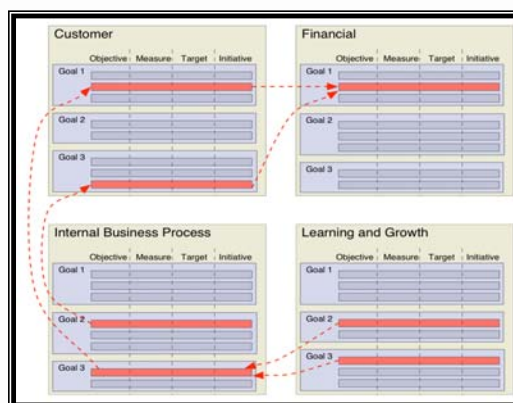 Customer
Objective Measure Target Initiative
Goal 1
Goal 2
Goal 3
Financial
Objective Measure Target Initiative
Goal 1
Goal 2
Goal 3
Internal Business Process
Objective Measure Target Initiative
Goal 1
Goal 2
Goal 3
Learning and Growth
Objective Measure Target Initiative
Goal 1
Goal 2
Goal 3